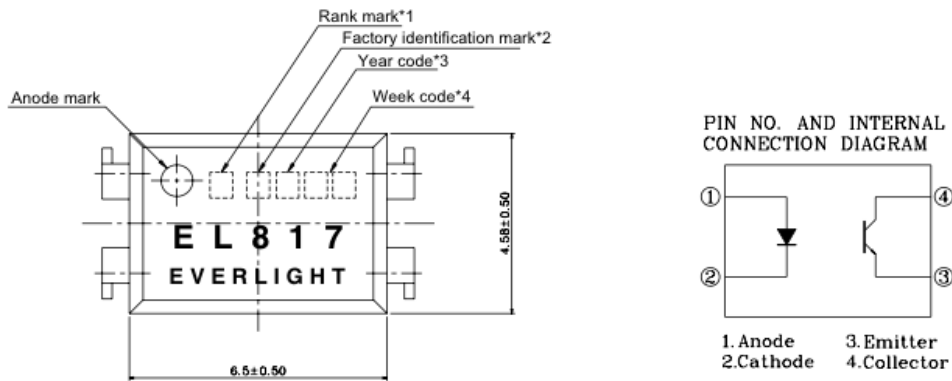 Rank mark*1
Factory identification mark*2
Year code*3
Anode mark
Week code*4
EL817
EVERLIGHT
4.58±0.50
6.5±0.50
PIN NO. AND INTERNAL
CONNECTION DIAGRAM
①
④
②
③
1.Anode 3.Emitter
2.Cathode 4.Collector